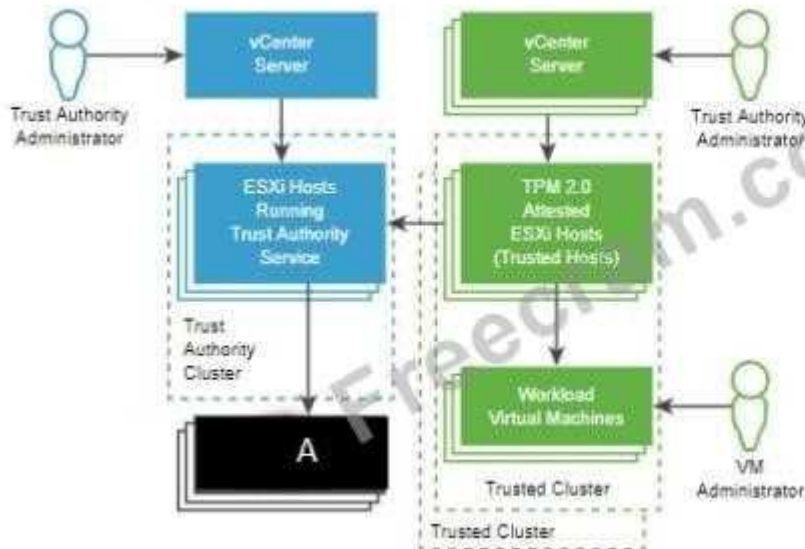 vCenter
Server
vCenter
Server
Trust Authority
Administrator
Trust Authority
Administrator
ESXi Hosts
Running
Trust Authority
Service
TPM 2.0
Attested
ESXi Hosts
(Trusted Hosts)
Trust
Authority
Cluster
Workload
Virtual Machines
A
VM
Administrator
Trusted Cluster
Trusted Cluster